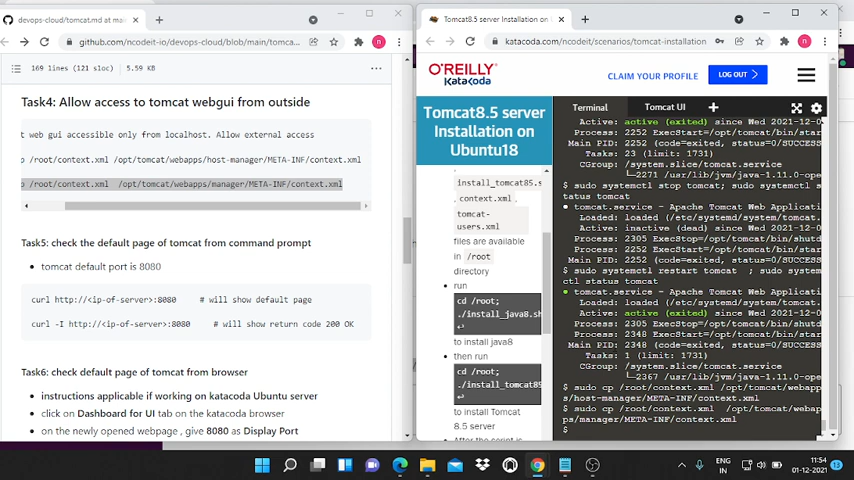 devops-cloud/tomcat.md at ma
github.com/ncodeit-io/devops-cloud/blob/main/tomca...
n
169 lines (121 sloc)
5.59 KB
Task4: Allow access to tomcat webgui from outside
t web gui accessible only from localhost. Allow external access
p /root/context.xml /opt/tomcat/webapps/host-manager/META-INF/context.xml
p /root/context.xml  /opt/tomcat/webapps/manager/META-INF/context.xml
Task5: check the default page of tomcat from command prompt
• tomcat default port is 8080
curl http://<ip-of-server>:8080   # will show default page
curl -I http://<ip-of-server>:8080   # will show return code 200 OK
Task6: check default page of tomcat from browser
• instructions applicable if working on katacoda Ubuntu server
• click on Dashboard for UI tab on the katacoda browser
• on the newly opened webpage , give 8080 as Display Port
Tomcat8.5 server Installation on
katacoda.com/ncodeit/scenarios/tomcat-installation
n
O'REILLY
Katacoda
CLAIM YOUR PROFILE
LOG OUT
Tomcat8.5 server
Installation on
Ubuntu18
install_tomcat85.s
, context.xml ,
tomcat-
users.xml
files are available
in /root
directory
• run
cd /root;
./install_java8.sh
to install java8
• then run
cd /root;
./install_tomcat85
to install Tomcat
8.5 server
• After the script is
Terminal
Tomcat UI
Active: active (exited) since Wed 2021-12-0
Process: 2252 ExecStart=/opt/tomcat/bin/star
Main PID: 2252 (code=exited, status=0/SUCCESS
Tasks: 23 (limit: 1731)
CGroup: /system.slice/tomcat.service
└─2271 /usr/lib/jvm/java-1.11.0-ope
$ sudo systemctl stop tomcat; sudo systemctl s
tatus tomcat
● tomcat.service - Apache Tomcat Web Applicati
Loaded: loaded (/etc/systemd/system/tomcat.
Active: inactive (dead) since Wed 2021-12-0
Process: 2305 ExecStop=/opt/tomcat/bin/shutd
Process: 2252 ExecStart=/opt/tomcat/bin/star
Main PID: 2252 (code=exited, status=0/SUCCESS
$ sudo systemctl restart tomcat  ; sudo system
ctl status tomcat
● tomcat.service - Apache Tomcat Web Applicati
Loaded: loaded (/etc/systemd/system/tomcat.
Active: active (exited) since Wed 2021-12-0
Process: 2305 ExecStop=/opt/tomcat/bin/shutd
Process: 2348 ExecStart=/opt/tomcat/bin/star
Main PID: 2348 (code=exited, status=0/SUCCESS
Tasks: 1 (limit: 1731)
CGroup: /system.slice/tomcat.service
└─2367 /usr/lib/jvm/java-1.11.0-ope
$ sudo cp /root/context.xml /opt/tomcat/webapp
s/host-manager/META-INF/context.xml
$ sudo cp /root/context.xml  /opt/tomcat/webap
ps/manager/META-INF/context.xml
$
ENG
IN
11:54
01-12-2021